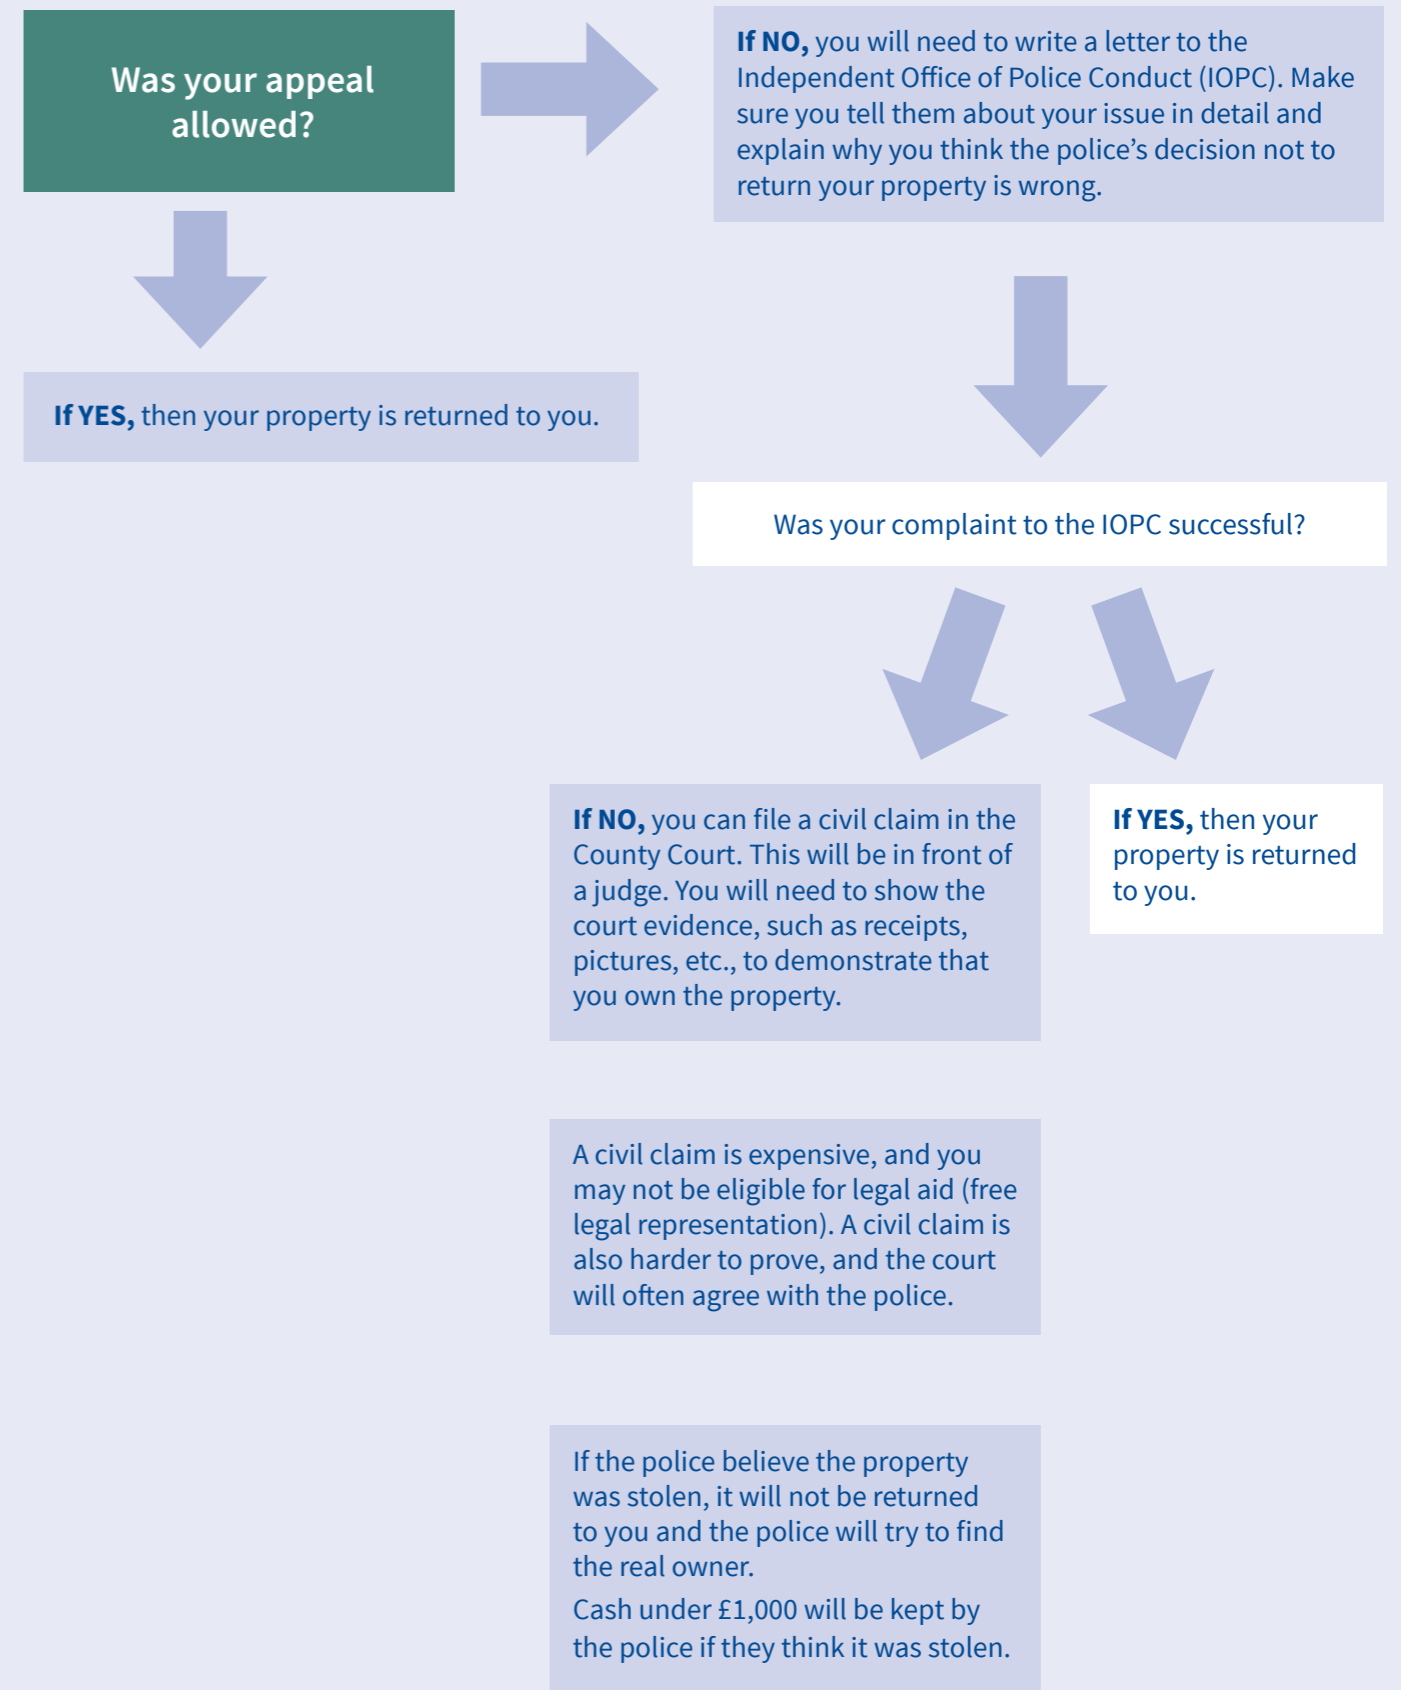 Was your appeal
allowed?
If NO, you will need to write a letter to the
Independent Office of Police Conduct (IOPC). Make
sure you tell them about your issue in detail and
explain why you think the police’s decision not to
return your property is wrong.
If YES, then your property is returned to you.
Was your complaint to the IOPC successful?
If NO, you can file a civil claim in the
County Court. This will be in front of
a judge. You will need to show the
court evidence, such as receipts,
pictures, etc., to demonstrate that
you own the property.
If YES, then your
property is returned
to you.
A civil claim is expensive, and you
may not be eligible for legal aid (free
legal representation). A civil claim is
also harder to prove, and the court
will often agree with the police.
If the police believe the property
was stolen, it will not be returned
to you and the police will try to find
the real owner.
Cash under £1,000 will be kept by
the police if they think it was stolen.